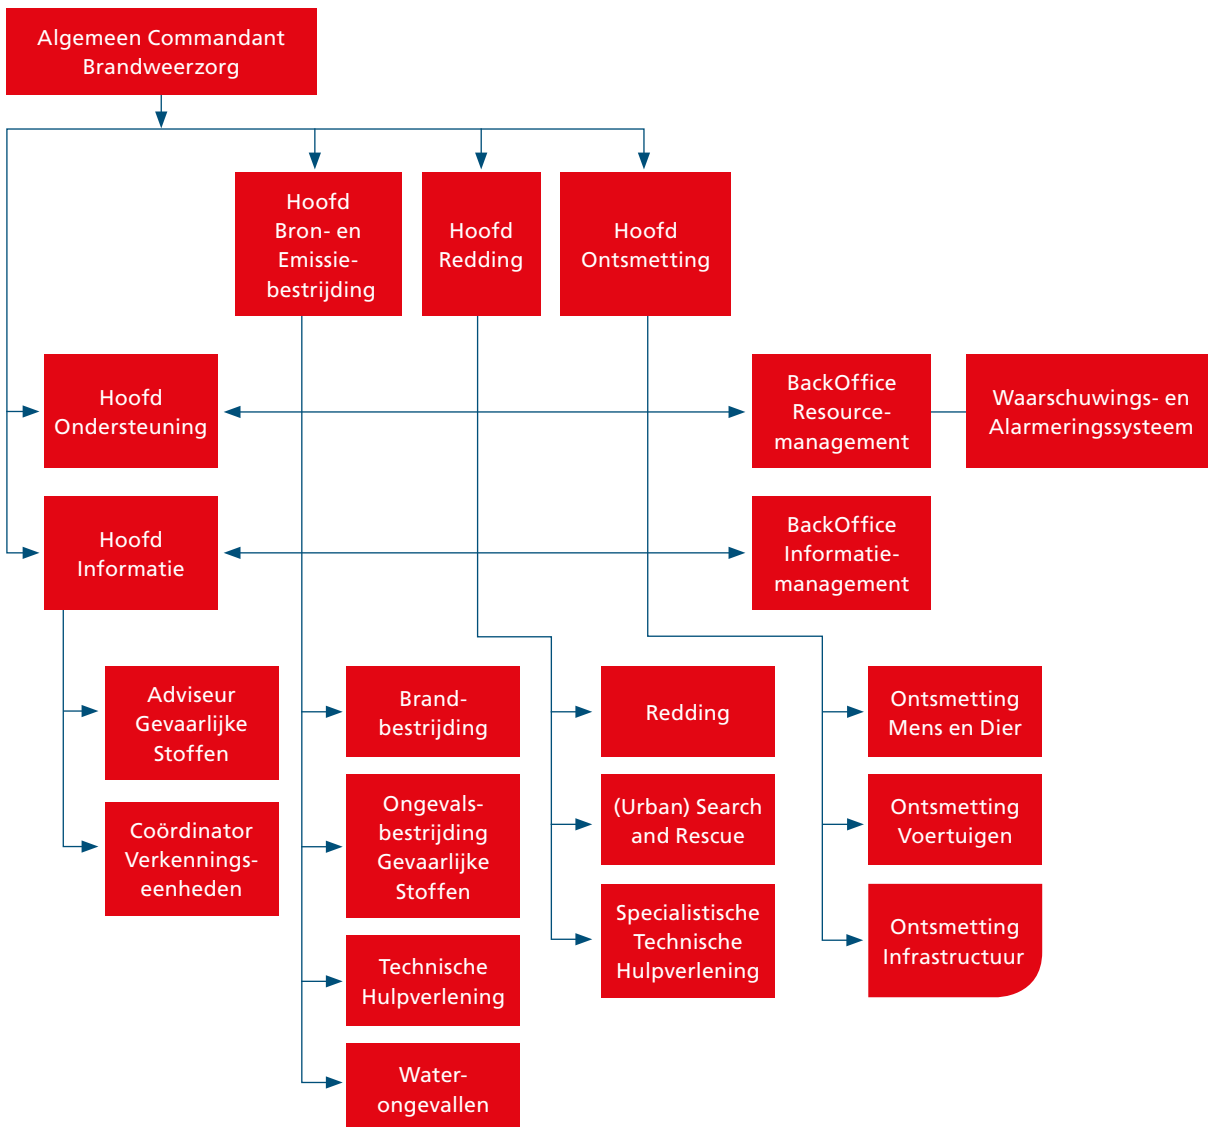 Algemeen Commandant
Brandweerzorg
Hoofd
Bron- en
Emissie-
bestrijding
Hoofd
Redding
Hoofd
Ontsmetting
Hoofd
Ondersteuning
BackOffice
Resource-
management
Waarschuwings- en
Alarmeringssysteem
Hoofd
Informatie
BackOffice
Informatie-
management
Adviseur
Gevaarlijke
Stoffen
Coördinator
Verkennings-
eenheden
Brand-
bestrijding
Ongevals-
bestrijding
Gevaarlijke
Stoffen
Technische
Hulpverlening
Water-
ongevallen
Redding
(Urban) Search
and Rescue
Specialistische
Technische
Hulpverlening
Ontsmetting
Mens en Dier
Ontsmetting
Voertuigen
Ontsmetting
Infrastructuur